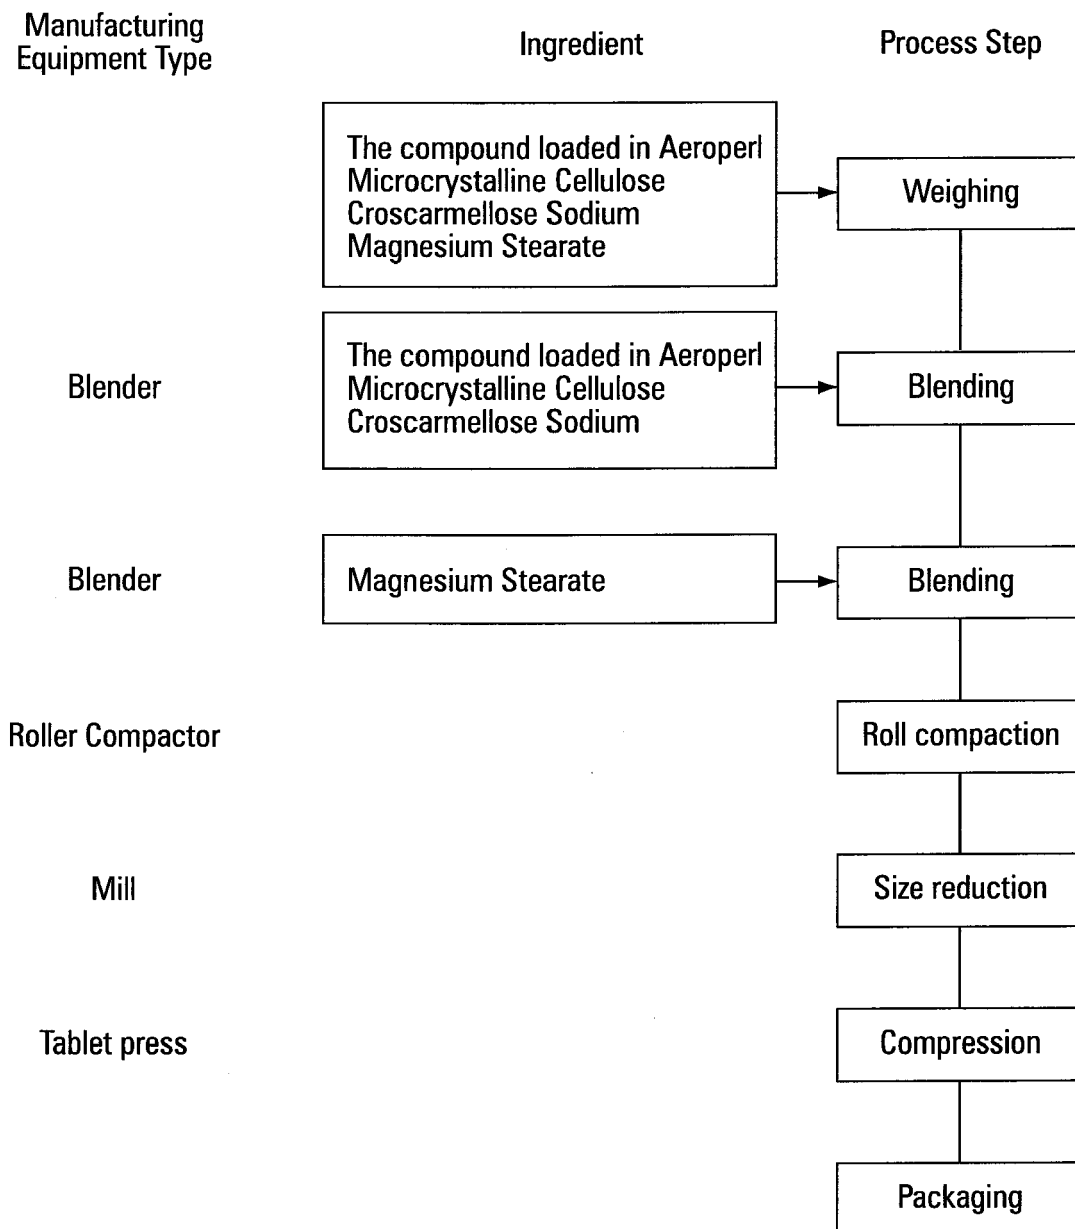 Manufacturing
Equipment Type
Ingredient
Process Step
The compound loaded in Aeroperl
Microcrystalline Cellulose
Croscarmellose Sodium
Magnesium Stearate
Weighing
Blender
The compound loaded in Aeroperl
Microcrystalline Cellulose
Croscarmellose Sodium
Blending
Blender
Magnesium Stearate
Blending
Roller Compactor
Roll compaction
Mill
Size reduction
Tablet press
Compression
Packaging